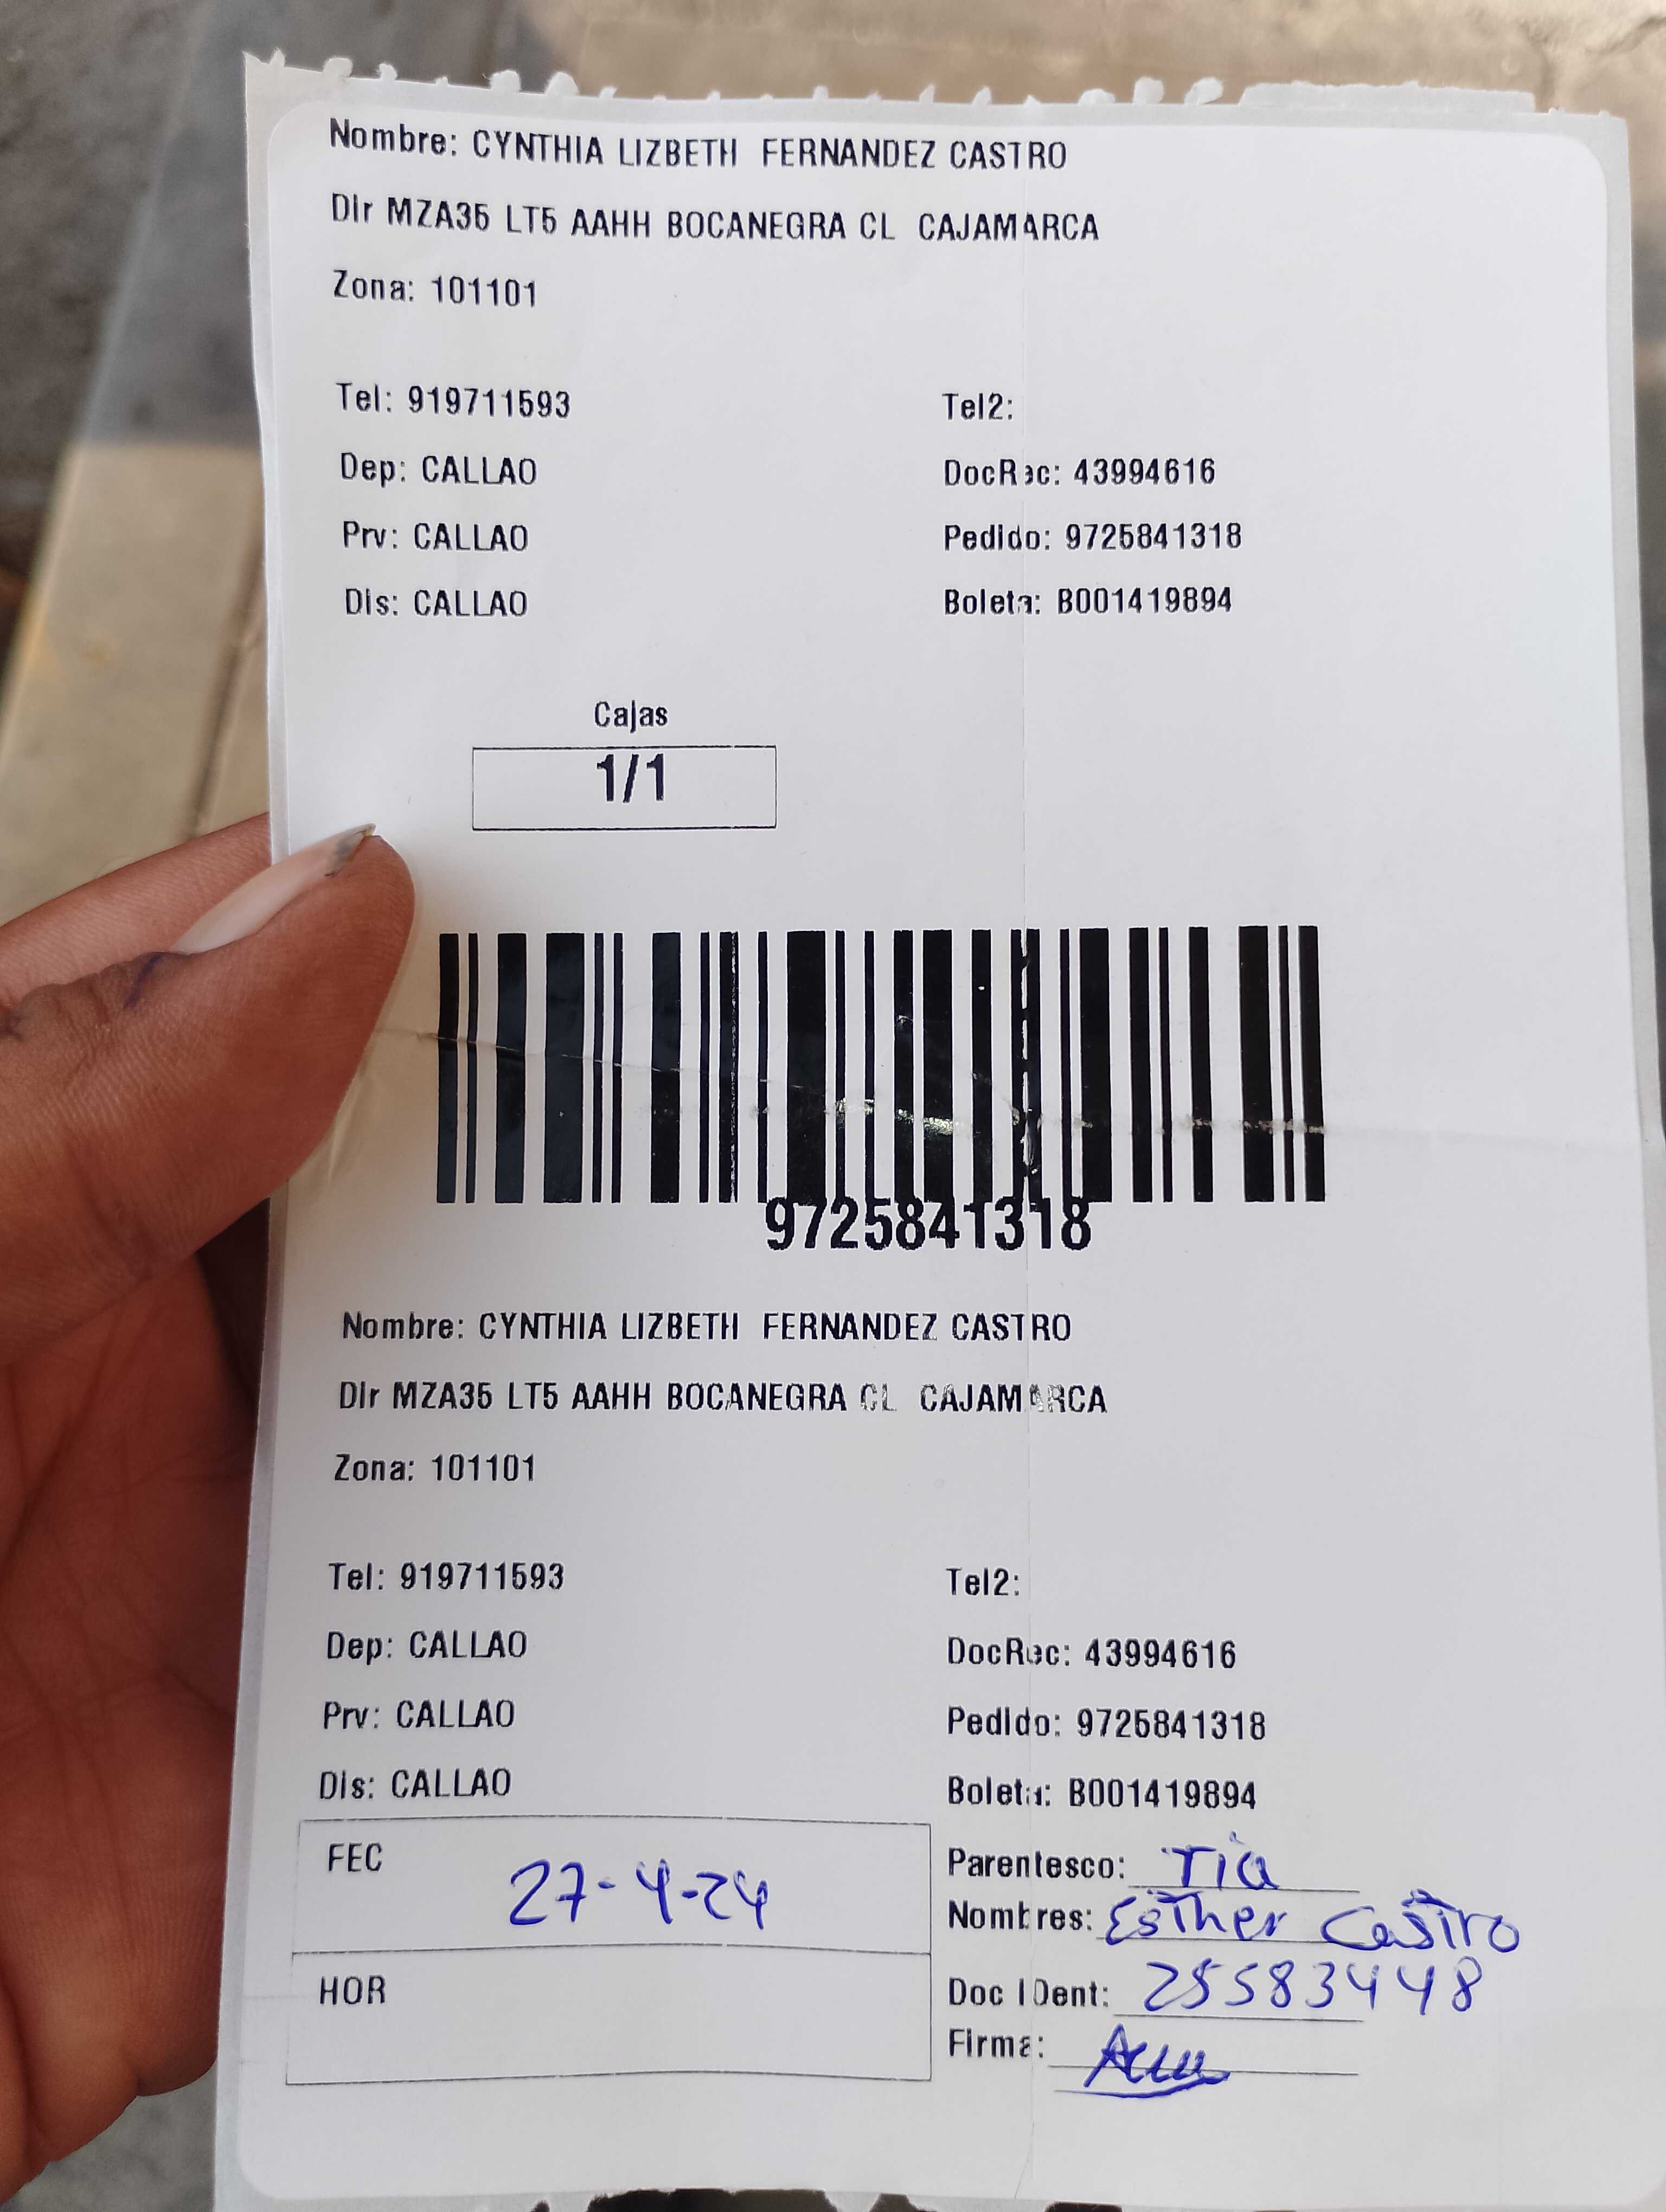 Nombre: CYNTHIA LIZBETH FERNANDEZ CASTRO
Dir MZA35 LT5 AAHH BOCANEGRA CL CAJAMARCA
Zona: 101101
Tel: 919711593 Tel2:
Dep: CALLAO DocRec: 43994616
Prv: CALLAO Pedido: 9725841318
Dis: CALLAO Boleta: B001419894
Cajas
1/1
9725841318
Nombre: CYNTHIA LIZBETH FERNANDEZ CASTRO
Dir MZA35 LT5 AAHH BOCANEGRA CL CAJAMARCA
Zona: 101101
Tel: 919711593 Tel2:
Dep: CALLAO DocRec: 43994616
Prv: CALLAO Pedido: 9725841318
Dis: CALLAO Boleta: B001419894
FEC 27-4-24
HOR
Parentesco: Tia
Nombres: Esther Castro
Doc IDent: 25583448
Firma: